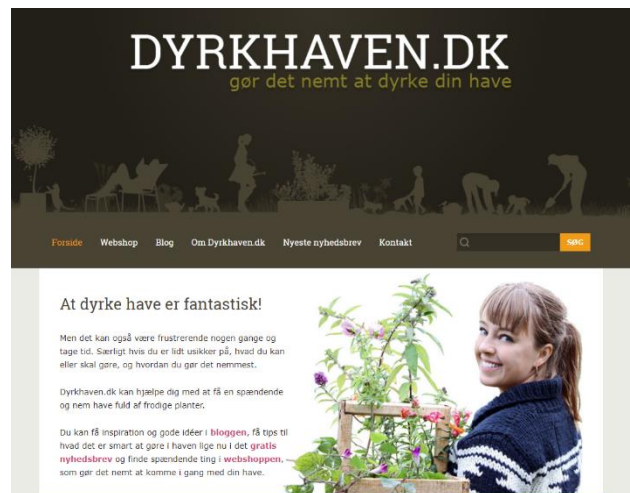 DYRKHAVEN.DK
gør det nemt at dyrke din have
Forside Webshop Blog Om Dyrkhaven.dk Nyeste nyhedsbrev Kontakt SØG
At dyrke have er fantastisk!
Men det kan også være frustrerende nogen gange og
tage tid. Særligt hvis du er lidt usikker på, hvad du kan
eller skal gøre, og hvordan du gør det nemmest.
Dyrkhaven.dk kan hjælpe dig med at få en spændende
og nem have fuld af frodige planter.
Du kan få inspiration og gode idéer i bloggen, få tips til
hvad det er smart at gøre i haven lige nu i det gratis
nyhedsbrev og finde spændende ting i webshoppen,
som gør det nemt at komme i gang med din have.